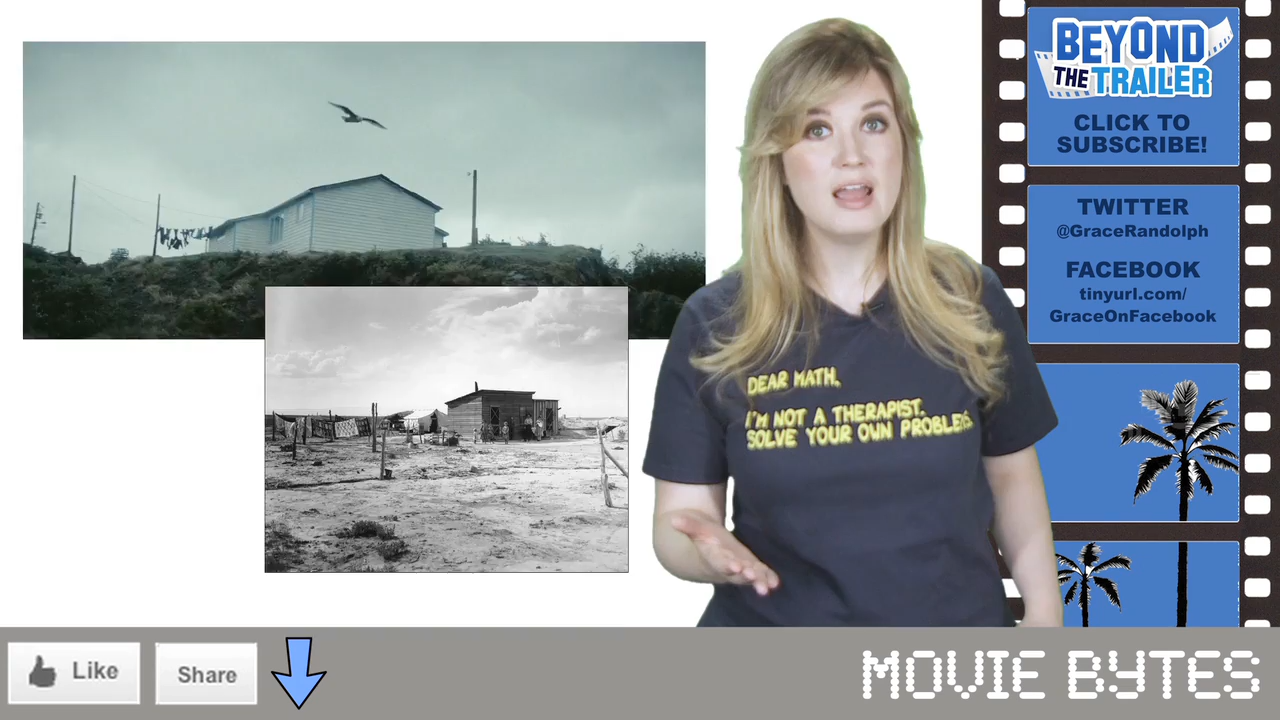 BEYOND
THE TRAILER
CLICK TO
SUBSCRIBE!
TWITTER
@GraceRandolph
FACEBOOK
tinyurl.com/
GraceOnFacebook
DEAR MATH,
I'M NOT A THERAPIST.
SOLVE YOUR OWN PROBLEMS.
Like
Share
MOVIE BYTES